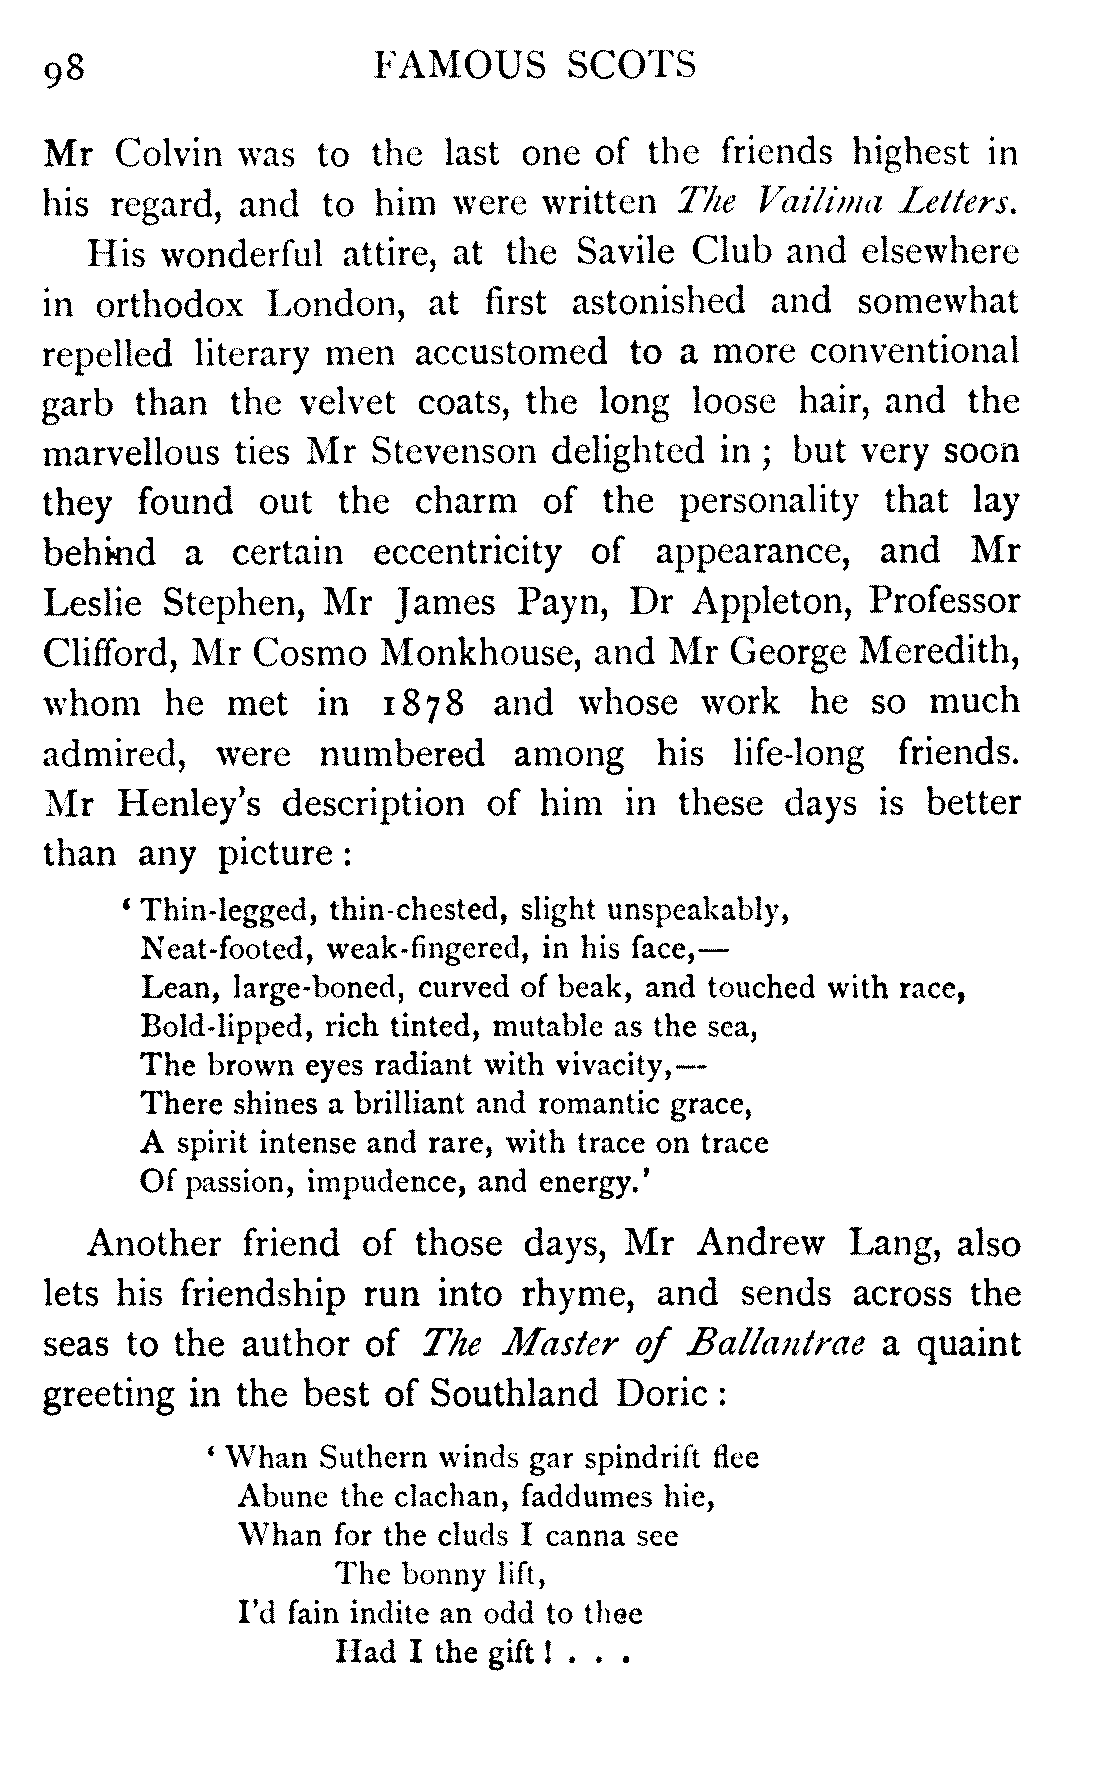 98 FAMOUS SCOTS
Mr Colvin was to the last one of the friends highest in
his regard, and to him were written The Vailima Letters.
His wonderful attire, at the Savile Club and elsewhere
in orthodox London, at first astonished and somewhat
repelled literary men accustomed to a more conventional
garb than the velvet coats, the long loose hair, and the
marvellous ties Mr Stevenson delighted in ; but very soon
they found out the charm of the personality that lay
behind a certain eccentricity of appearance, and Mr
Leslie Stephen, Mr James Payn, Dr Appleton, Professor
Clifford, Mr Cosmo Monkhouse, and Mr George Meredith,
whom he met in 1878 and whose work he so much
admired, were numbered among his life-long friends.
Mr Henley's description of him in these days is better
than any picture :
‘ Thin-legged, thin-chested, slight unspeakably,
Neat-footed, weak-fingered, in his face,—
Lean, large-boned, curved of beak, and touched with race,
Bold-lipped, rich tinted, mutable as the sea,
The brown eyes radiant with vivacity,—
There shines a brilliant and romantic grace,
A spirit intense and rare, with trace on trace
Of passion, impudence, and energy.’
Another friend of those days, Mr Andrew Lang, also
lets his friendship run into rhyme, and sends across the
seas to the author of The Master of Ballantrae a quaint
greeting in the best of Southland Doric :
‘ Whan Suthern winds gar spindrift flee
Abune the clachan, faddumes hie,
Whan for the cluds I canna see
The bonny lift,
I'd fain indite an odd to thee
Had I the gift ! . . .